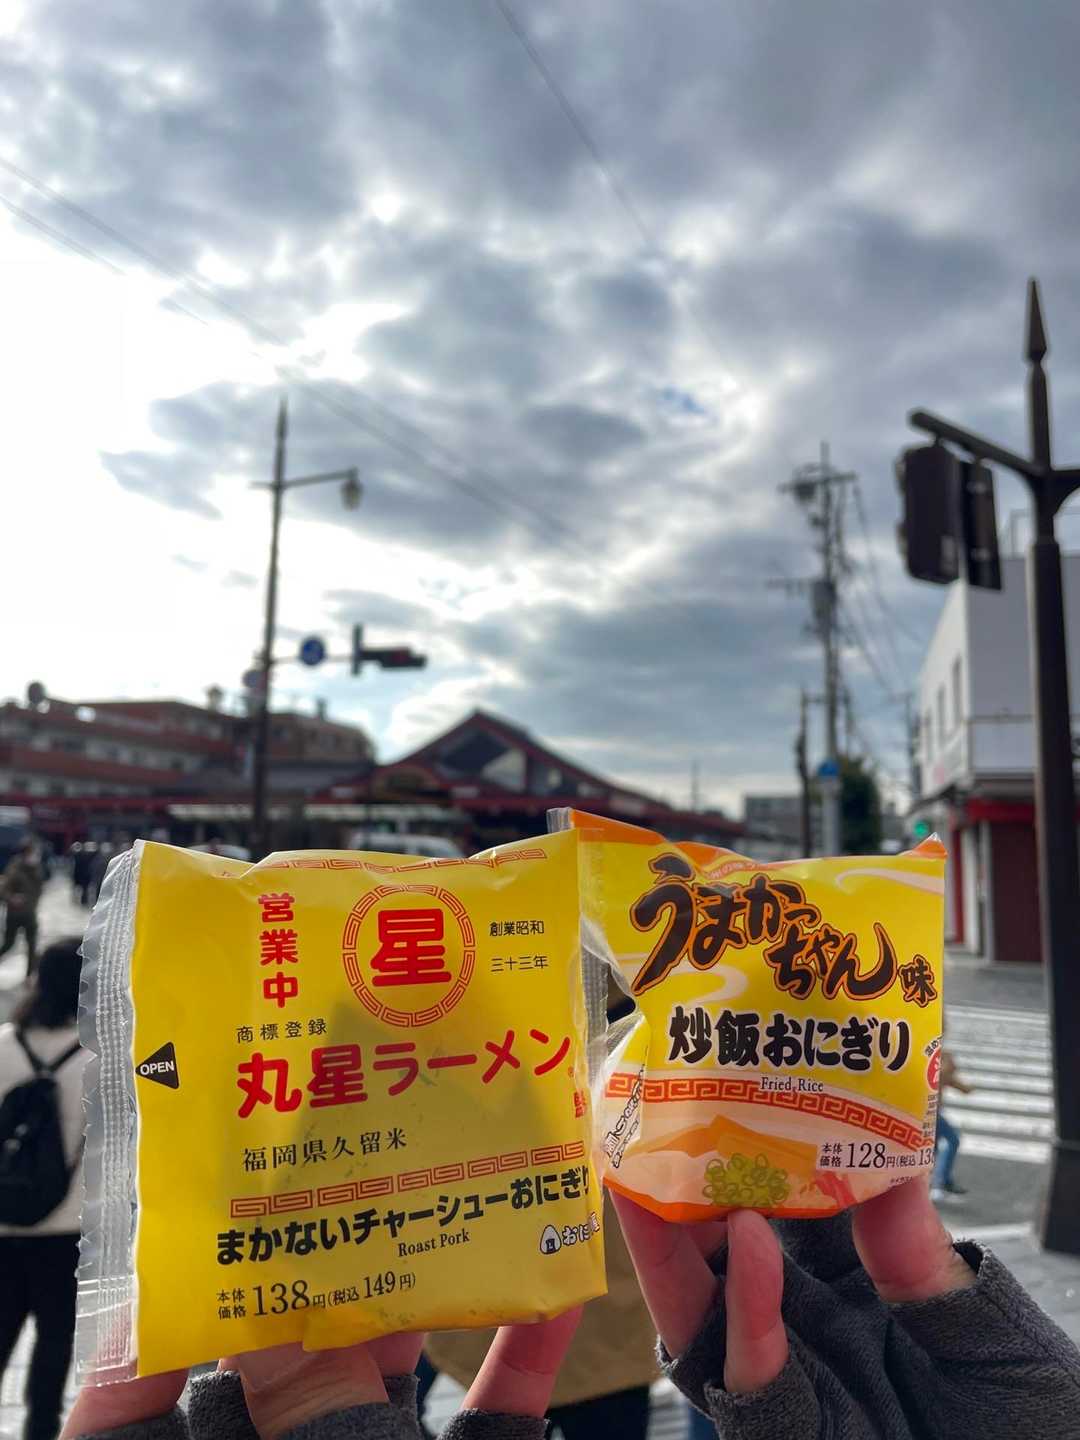 営業中
星
創業昭和
三十三年
商標登録
丸星ラーメン
監
OPEN
福岡県久留米
まかないチャーシューおにぎり
Roast Pork
本体
価格 138円(税込149円)
うまかっちゃん味
炒飯おにぎり
Fried Rice
本体
価格 128円(税込 13